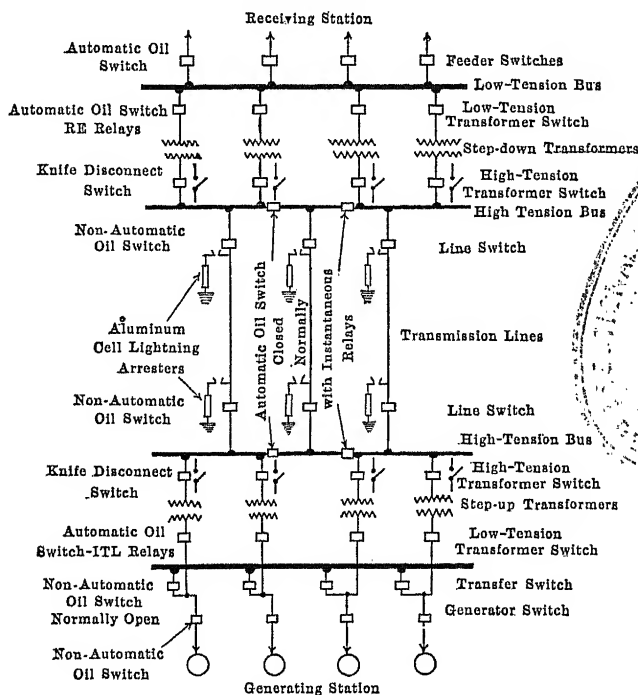 Receiving Station
Automatic Oil
Switch
Feeder Switches
Low-Tension Bus
Automatic Oil Switch
RE Relays
Low-Tension
Transformer Switch
Step-down Transformers
Knife Disconnect
Switch
High-Tension
Transformer Switch
High Tension Bus
Non-Automatic
Oil Switch
Line Switch
Automatic Oil Switch
Closed
Normally
with Instantaneous
Relays
Aluminum
Cell Lightning
Arresters
Transmission Lines
Non-Automatic
Oil Switch
Line Switch
High-Tension Bus
Knife Disconnect
Switch
High-Tension
Transformer Switch
Step-up Transformers
Automatic Oil
Switch-ITL Relays
Low-Tension
Transformer Switch
Non-Automatic
Oil Switch
Normally Open
Transfer Switch
Generator Switch
Non-Automatic
Oil Switch
Generating Station